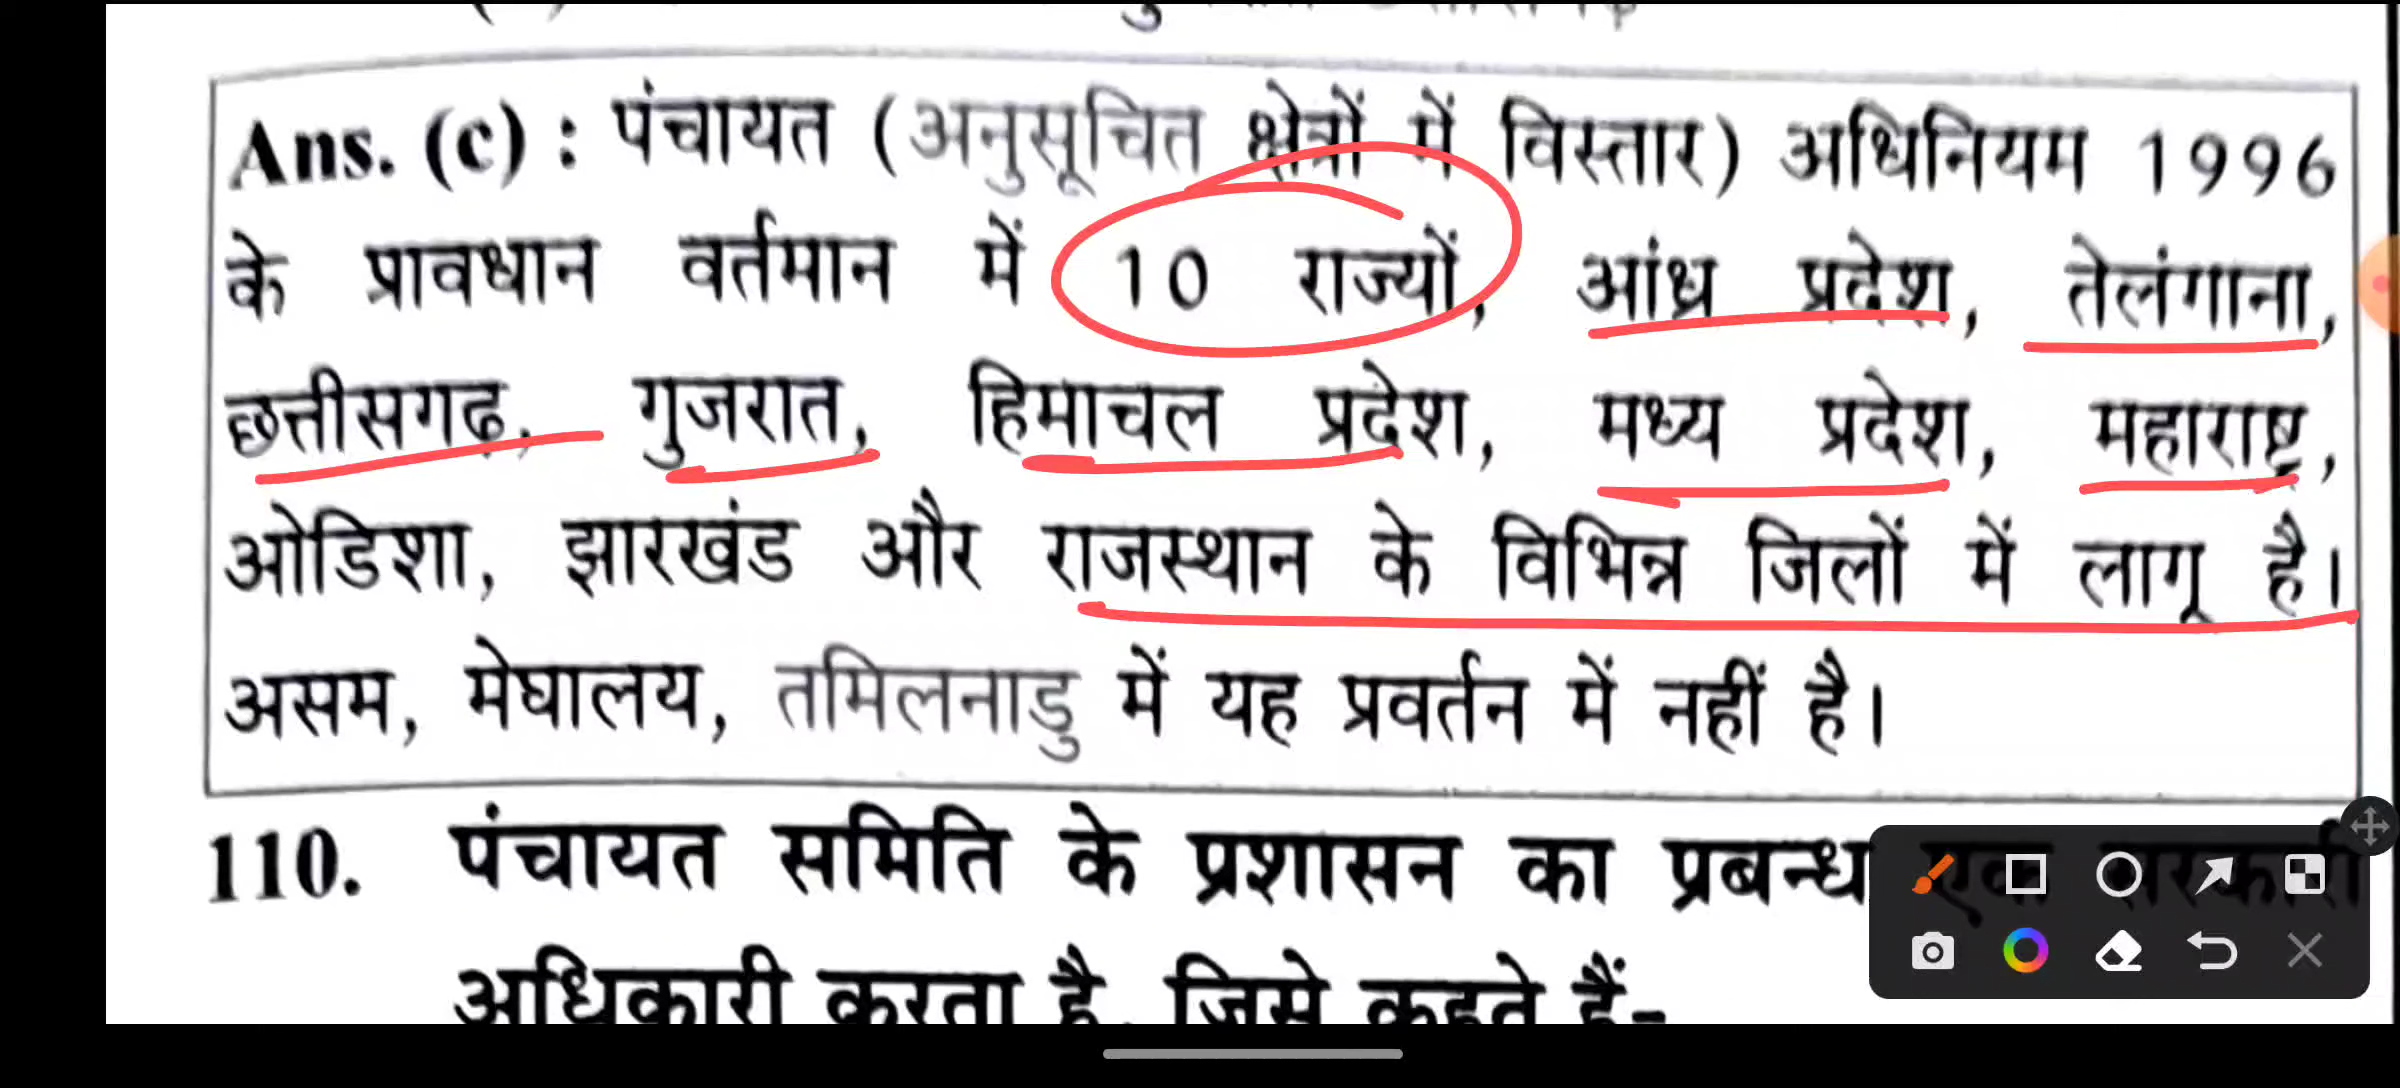 Ans. (c) : पंचायत (अनुसूचित क्षेत्रों में विस्तार) अधिनियम 1996
के प्रावधान वर्तमान में 10 राज्यों, आंध्र प्रदेश, तेलंगाना,
छत्तीसगढ़, गुजरात, हिमाचल प्रदेश, मध्य प्रदेश, महाराष्ट्र,
ओडिशा, झारखंड और राजस्थान के विभिन्न जिलों में लागू है।
असम, मेघालय, तमिलनाडु में यह प्रवर्तन में नहीं है।
110. पंचायत समिति के प्रशासन का प्रबन्ध एक सरकारी
अधिकारी करता है, जिसे कहते हैं-